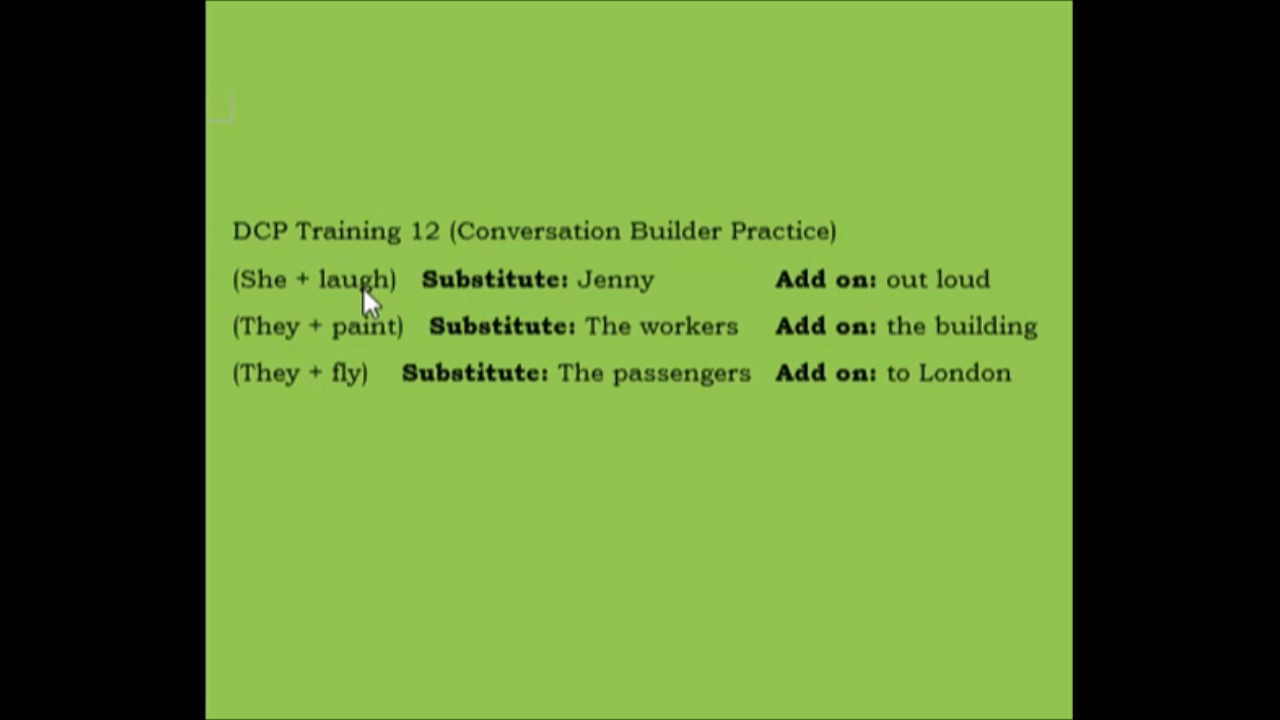 DCP Training 12 (Conversation Builder Practice)
(She + laugh) Substitute: Jenny Add on: out loud
(They + paint) Substitute: The workers Add on: the building
(They + fly) Substitute: The passengers Add on: to London